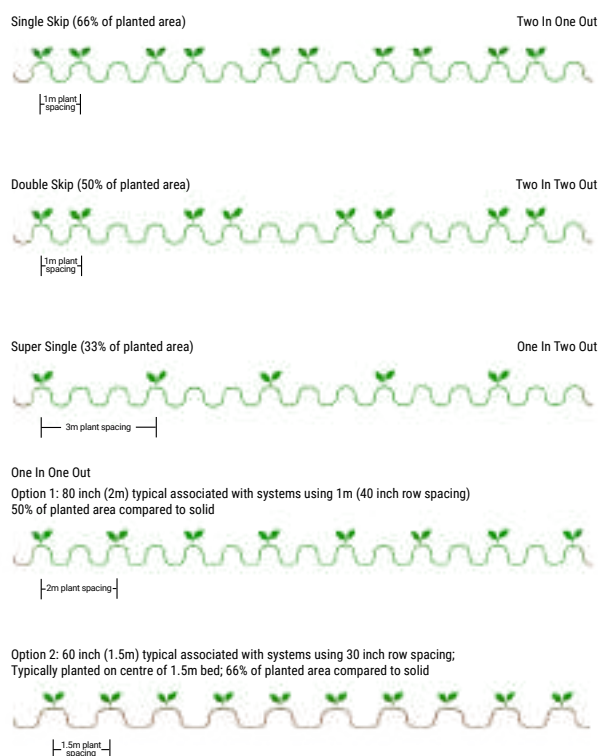 Single Skip (66% of planted area) Two In One Out
1m plant
spacing
Double Skip (50% of planted area) Two In Two Out
1m plant
spacing
Super Single (33% of planted area) One In Two Out
3m plant spacing
One In One Out
Option 1: 80 inch (2m) typical associated with systems using 1m (40 inch row spacing)
50% of planted area compared to solid
2m plant spacing
Option 2: 60 inch (1.5m) typical associated with systems using 30 inch row spacing;
Typically planted on centre of 1.5m bed; 66% of planted area compared to solid
1.5m plant
spacing